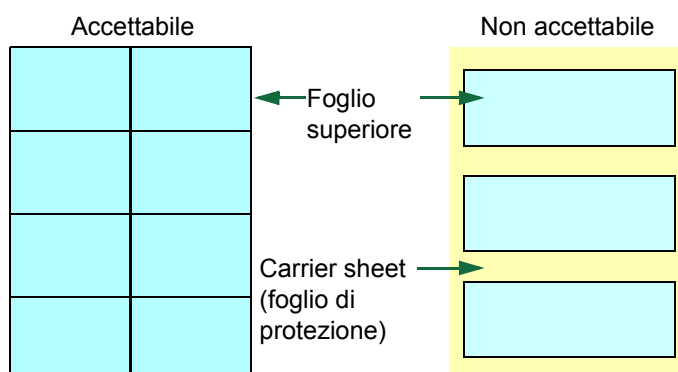 Accettabile
Non accettabile
Foglio
superiore
Carrier sheet
(foglio di
protezione)